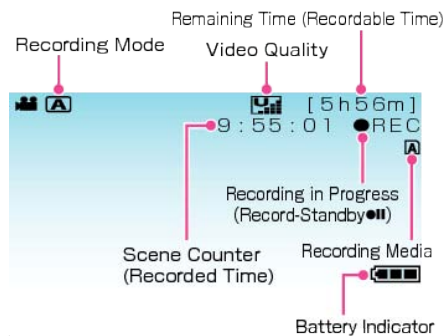 Remaining Time (Recordable Time)
Recording Mode
Video Quality
A
[5h56m]
9:55:01 ●REC
A
Recording in Progress
(Record-Standby●II)
Scene Counter
(Recorded Time)
Recording Media
Battery Indicator